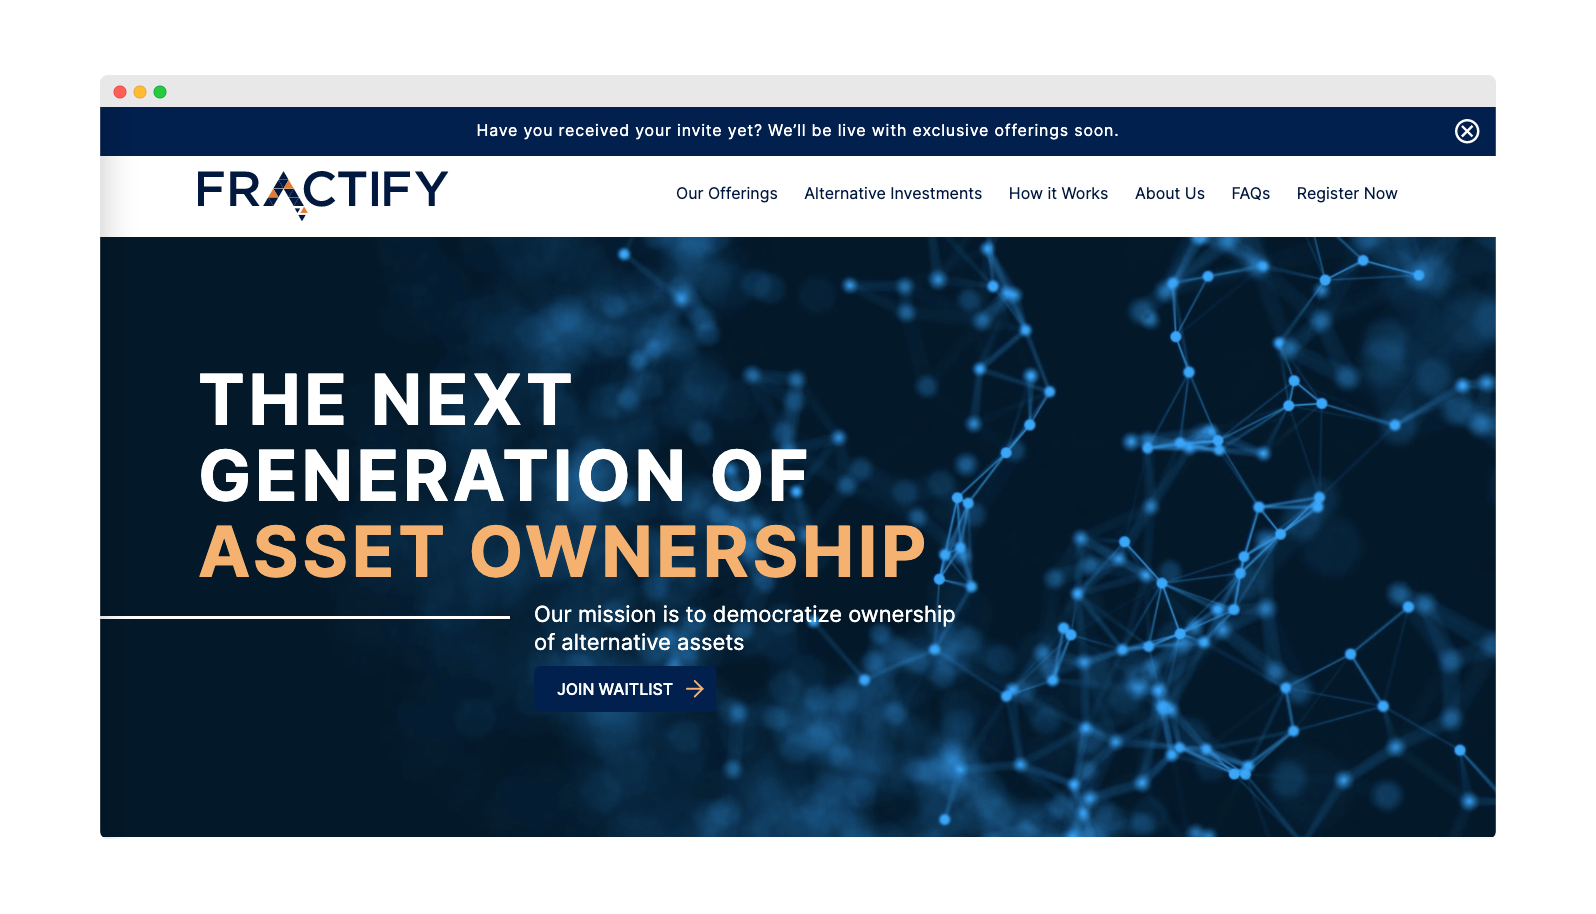 Have you received your invite yet? We'll be live with exclusive offerings soon.
FRACTIFY
Our Offerings Alternative Investments How it Works About Us FAQs Register Now
THE NEXT
GENERATION OF
ASSET OWNERSHIP
Our mission is to democratize ownership
of alternative assets
JOIN WAITLIST